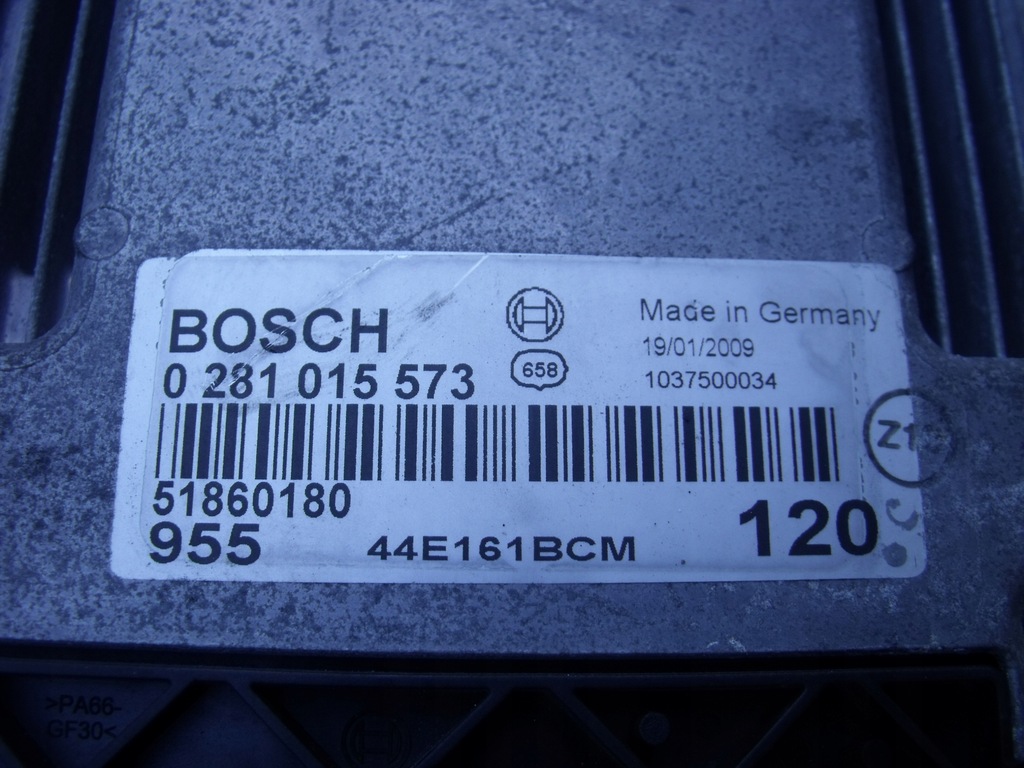 BOSCH
0 281 015 573
658
Made in Germany
19/01/2009
1037500034
51860180
955
44E161BCM
120
>PA66-
GF30<